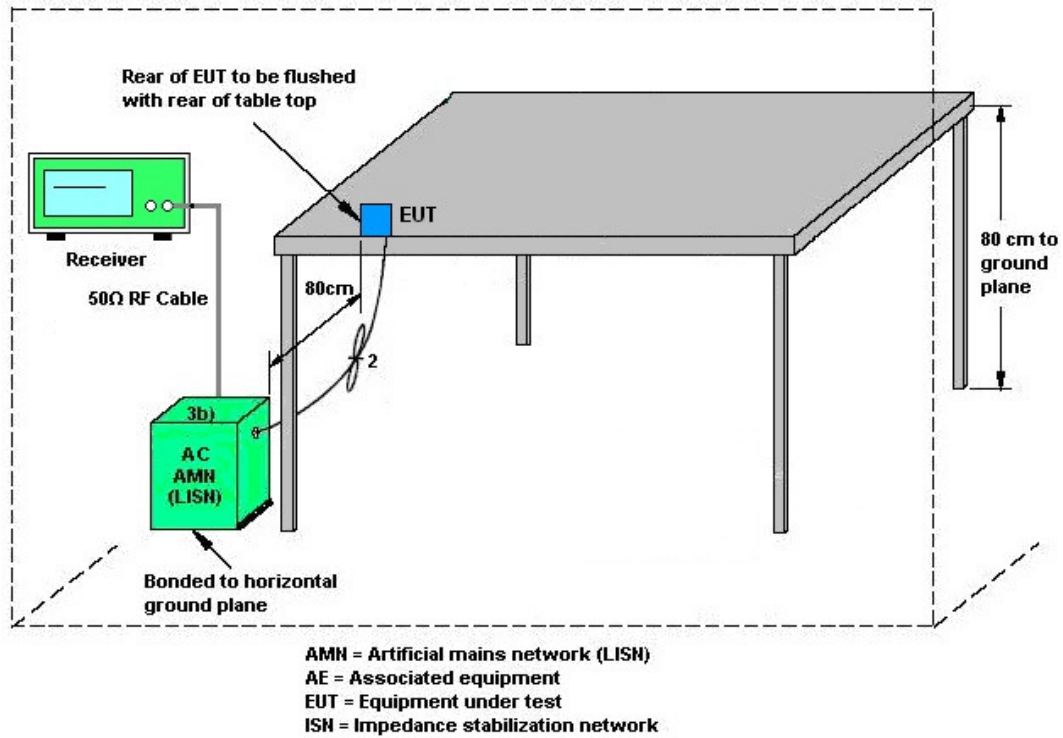 Rear of EUT to be flushed
with rear of table top
EUT
Receiver
50Ω RF Cable
80cm
2
80 cm to
ground
plane
3b)
AC
AMN
(LISN)
Bonded to horizontal
ground plane
AMN = Artificial mains network (LISN)
AE = Associated equipment
EUT = Equipment under test
ISN = Impedance stabilization network